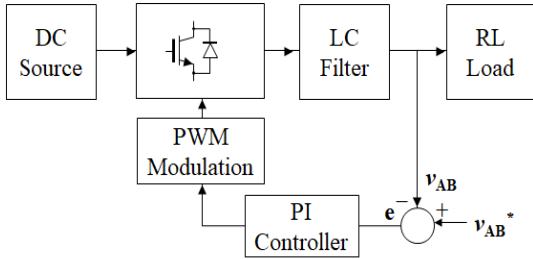 DC
Source
LC
Filter
RL
Load
PWM
Modulation
v_AB
e − +
PI
Controller
v_AB*